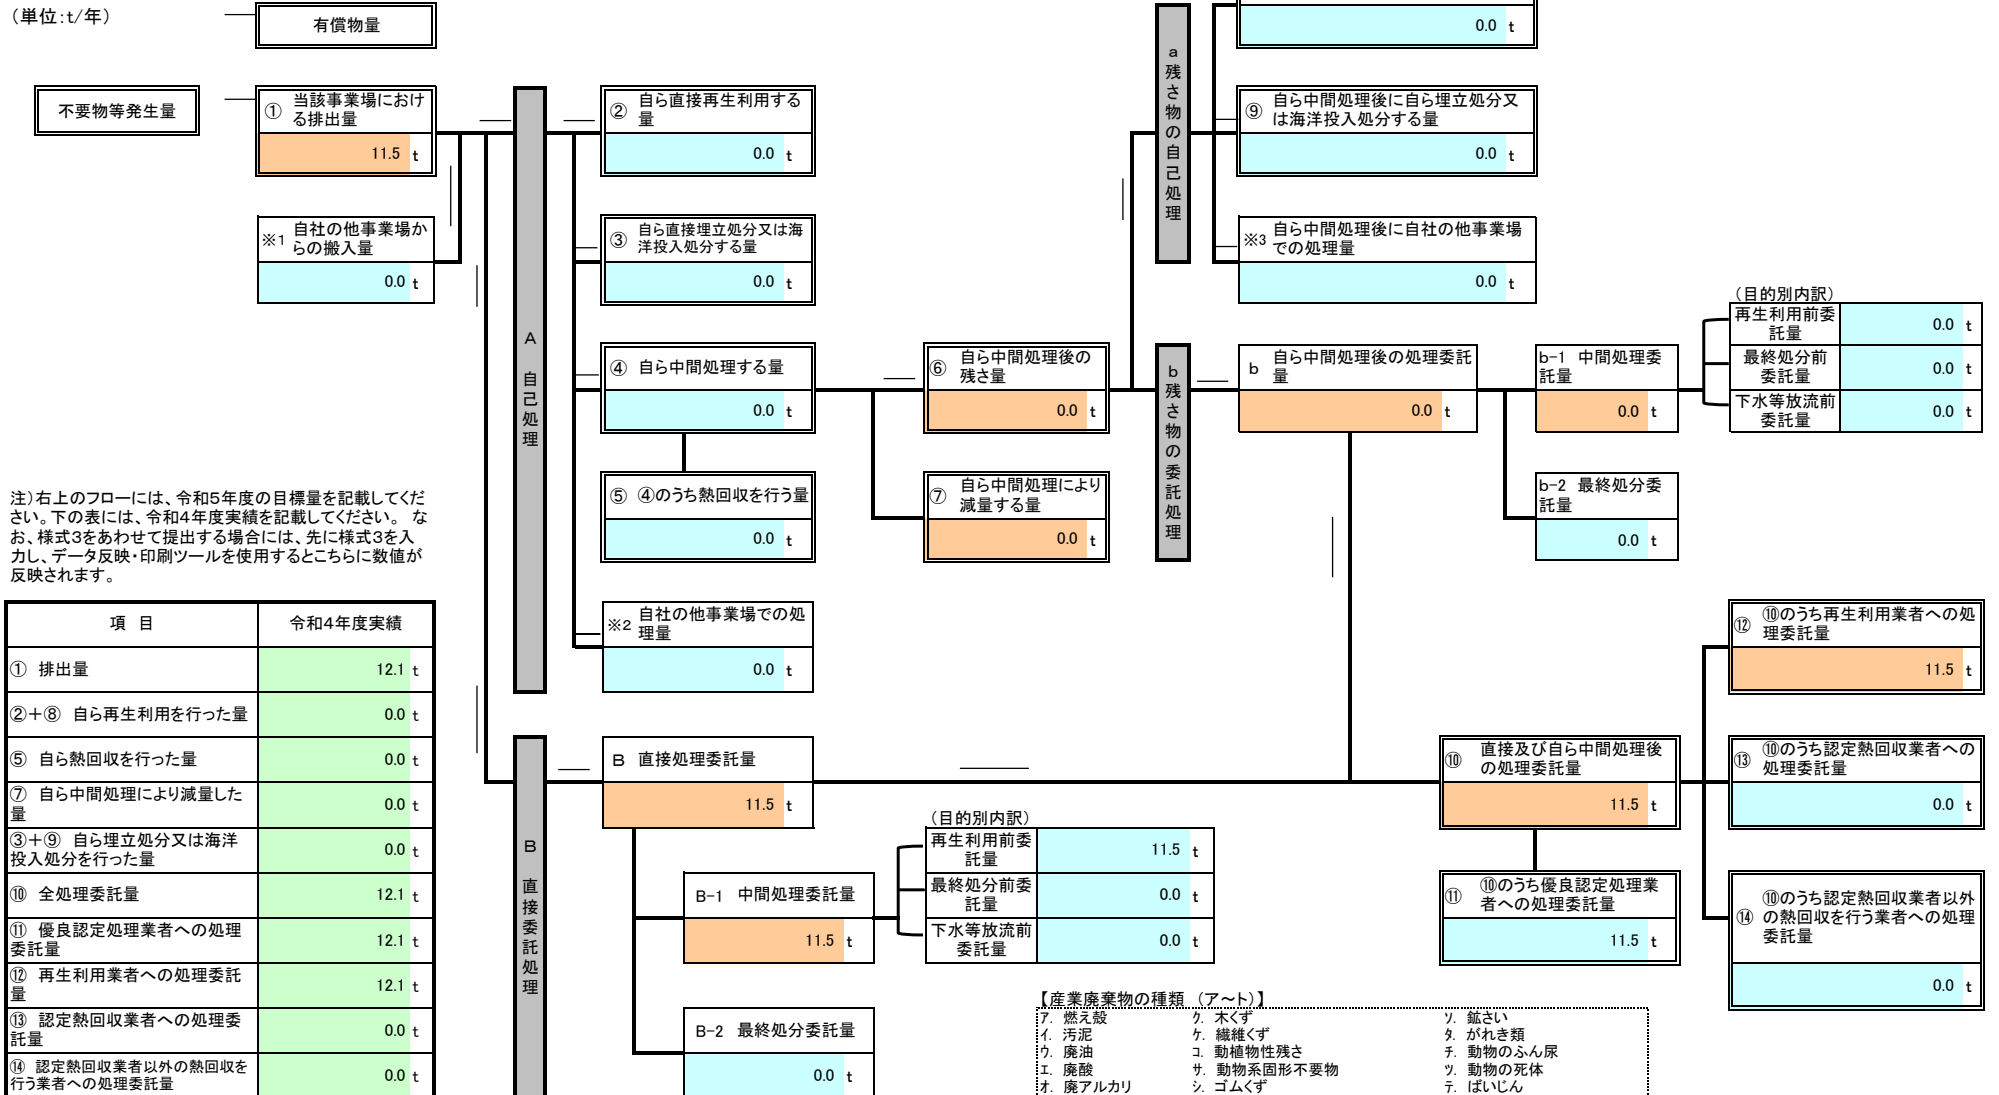 （単位:t/年）
有償物量
0.0 t
不要物等発生量
① 当該事業場におけ
る排出量
11.5 t
※1 自社の他事業場か
らの搬入量
0.0 t
A 自己処理
② 自ら直接再生利用する
量
0.0 t
③ 自ら直接埋立処分又は海
洋投入処分する量
0.0 t
④ 自ら中間処理する量
0.0 t
⑤ ④のうち熱回収を行う量
0.0 t
※2 自社の他事業場での処
理量
0.0 t
⑥ 自ら中間処理後の
残さ量
0.0 t
⑦ 自ら中間処理により
減量する量
0.0 t
a 残さ物の自己処理
⑨ 自ら中間処理後に自ら埋立処分又
は海洋投入処分する量
0.0 t
※3 自ら中間処理後に自社の他事業場
での処理量
0.0 t
b 残さ物の委託処理
b 自ら中間処理後の処理委託
量
0.0 t
b-1 中間処理委
託量
0.0 t
（目的別内訳）
再生利用前委
託量
0.0 t
最終処分前
委託量
0.0 t
下水等放流前
委託量
0.0 t
b-2 最終処分委
託量
0.0 t
注）右上のフローには、令和5年度の目標量を記載してくだ
さい。下の表には、令和4年度実績を記載してください。 な
お、様式3をあわせて提出する場合には、先に様式3を入
力し、データ反映・印刷ツールを使用するとこちらに数値が
反映されます。
項 目 令和4年度実績
① 排出量 12.1 t
②＋⑧ 自ら再生利用を行った量 0.0 t
⑤ 自ら熱回収を行った量 0.0 t
⑦ 自ら中間処理により減量した
量 0.0 t
③＋⑨ 自ら埋立処分又は海洋
投入処分を行った量 0.0 t
⑩ 全処理委託量 12.1 t
⑪ 優良認定処理業者への処理
委託量 12.1 t
⑫ 再生利用業者への処理委託
量 12.1 t
⑬ 認定熱回収業者への処理委
託量 0.0 t
⑭ 認定熱回収業者以外の熱回収を
行う業者への処理委託量 0.0 t
B 直接委託処理
B 直接処理委託量
11.5 t
B-1 中間処理委託量
11.5 t
（目的別内訳）
再生利用前委
託量
11.5 t
最終処分前委
託量
0.0 t
下水等放流前
委託量
0.0 t
B-2 最終処分委託量
0.0 t
⑩ 直接及び自ら中間処理後
の処理委託量
11.5 t
⑪ ⑩のうち優良認定処理業
者への処理委託量
11.5 t
⑫ ⑩のうち再生利用業者への処
理委託量
11.5 t
⑬ ⑩のうち認定熱回収業者への
処理委託量
0.0 t
⑭ ⑩のうち認定熱回収業者以外
の熱回収を行う業者への処理
委託量
0.0 t
【産業廃棄物の種類 （ア～ト）】
ア. 燃え殻 ク. 木くず ソ. 鉱さい
イ. 汚泥 ケ. 繊維くず タ. がれき類
ウ. 廃油 コ. 動植物性残さ チ. 動物のふん尿
エ. 廃酸 サ. 動物系固形不要物 ツ. 動物の死体
オ. 廃アルカリ シ. ゴムくず テ. ばいじん